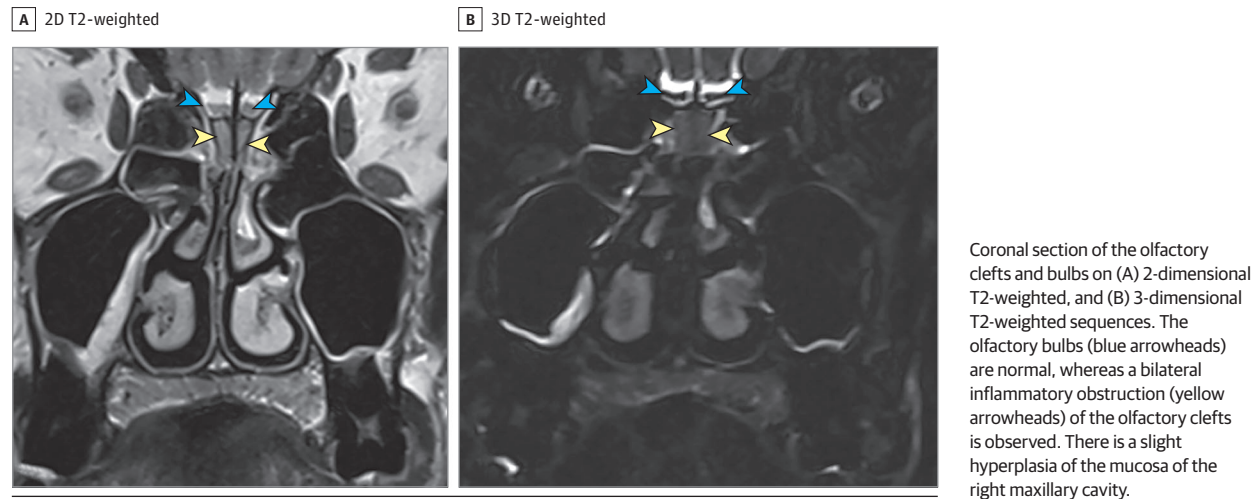 A 2D T2-weighted
B 3D T2-weighted
Coronal section of the olfactory
clefts and bulbs on (A) 2-dimensional
T2-weighted, and (B) 3-dimensional
T2-weighted sequences. The
olfactory bulbs (blue arrowheads)
are normal, whereas a bilateral
inflammatory obstruction (yellow
arrowheads) of the olfactory clefts
is observed. There is a slight
hyperplasia of the mucosa of the
right maxillary cavity.